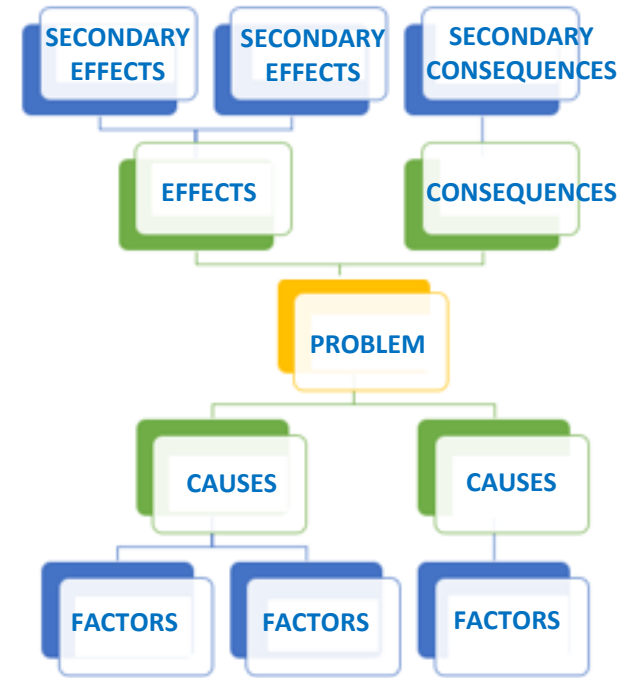 SECONDARY
EFFECTS
SECONDARY
EFFECTS
SECONDARY
CONSEQUENCES
EFFECTS
CONSEQUENCES
PROBLEM
CAUSES
CAUSES
FACTORS
FACTORS
FACTORS